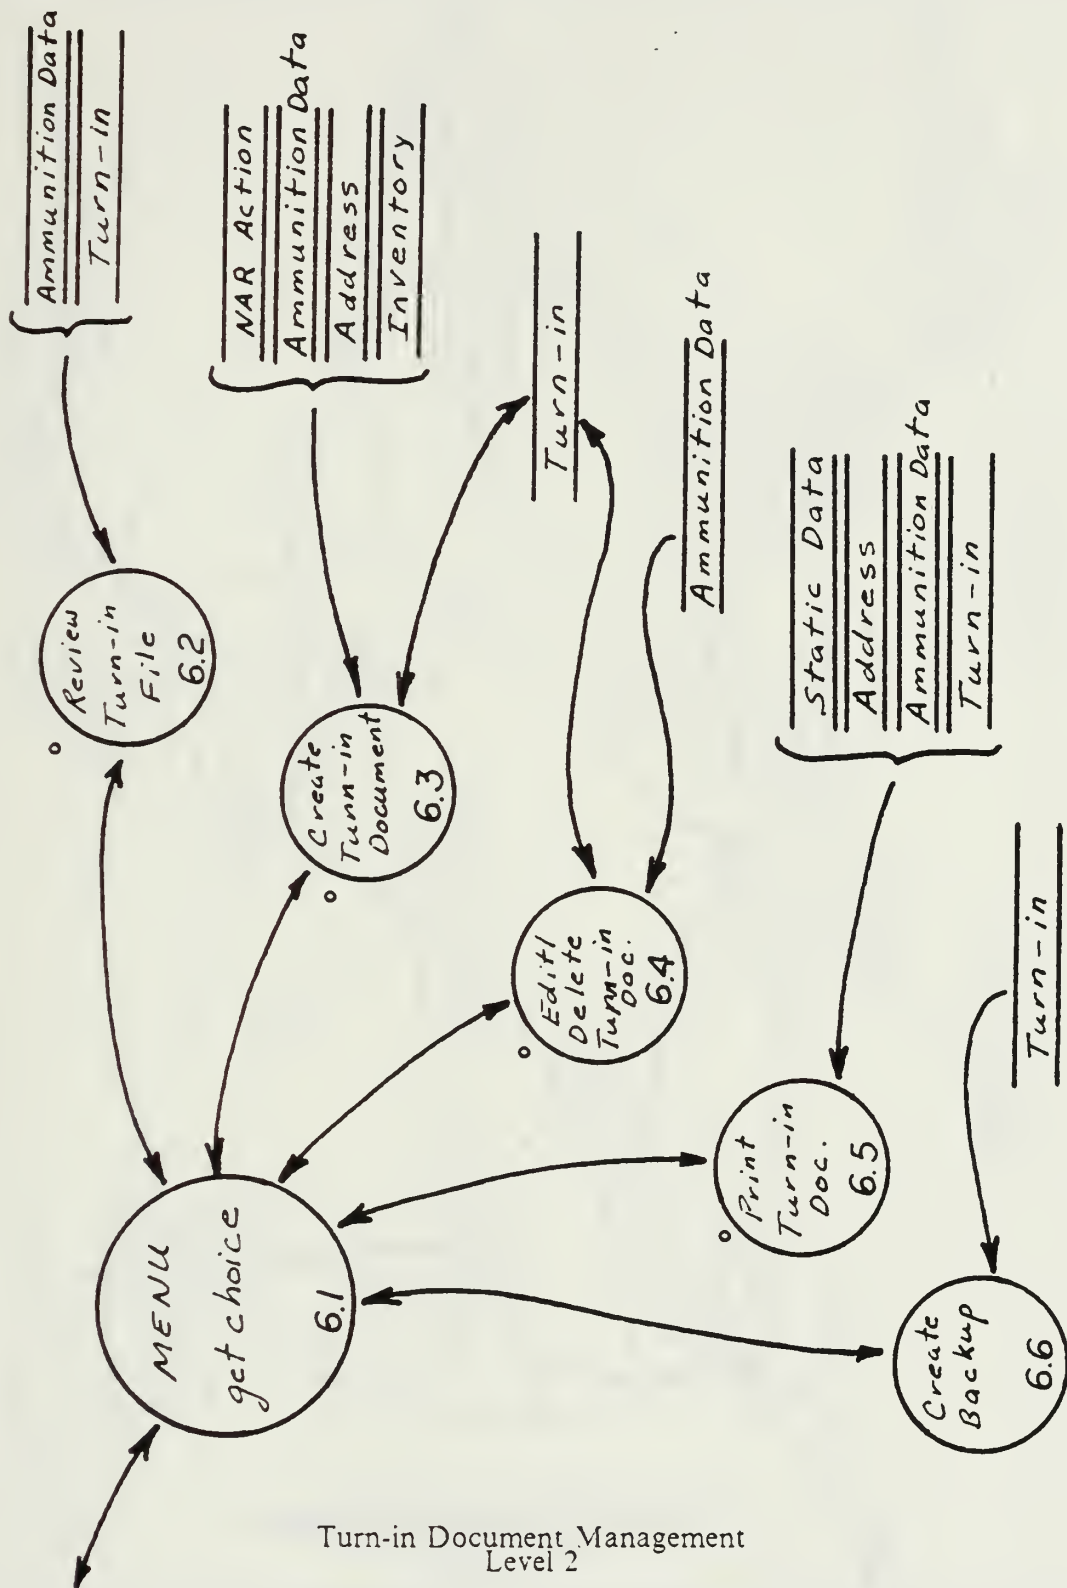 Ammunition Data
Turn-in
NAR Action
Ammunition Data
Address
Inventory
Turn-in
Ammunition Data
Static Data
Address
Ammunition Data
Turn-in
Turn-in
Review
Turn-in
File
6.2
Create
Turn-in
Document
6.3
Edit/
Delete
Turn-in
Doc.
6.4
Print
Turn-in
Doc.
6.5
Create
Backup
6.6
MENU
get choice
6.1
Turn-in Document Management
Level 2